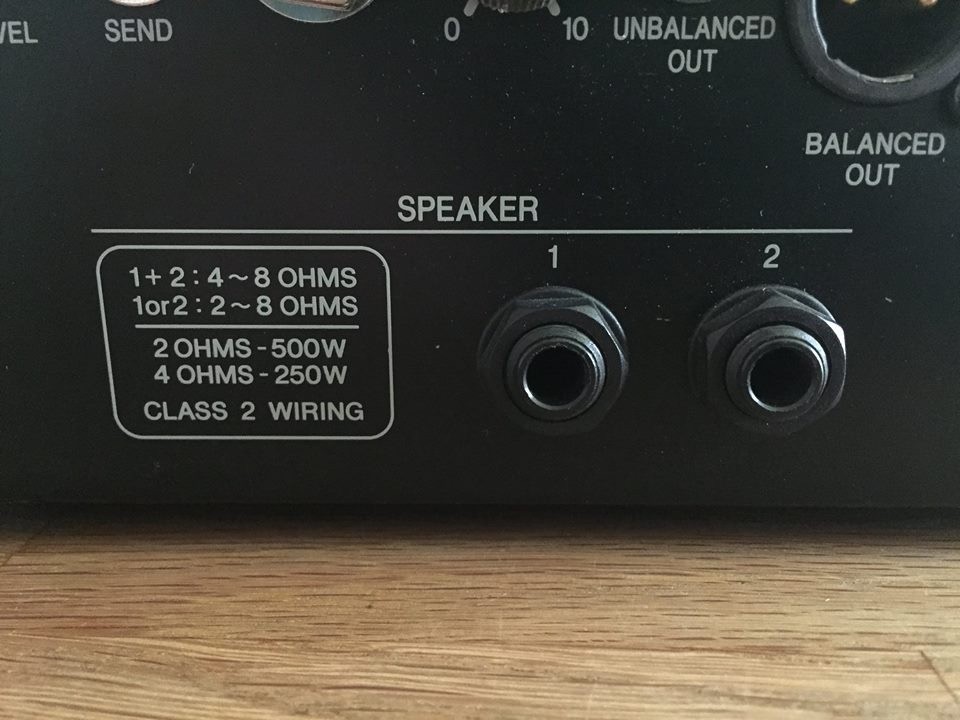 SEND
0
10
UNBALANCED
OUT
BALANCED
OUT
SPEAKER
1
2
1+ 2 : 4~8 OHMS
1or2 : 2~8 OHMS
2 OHMS-500W
4 OHMS-250W
CLASS 2 WIRING